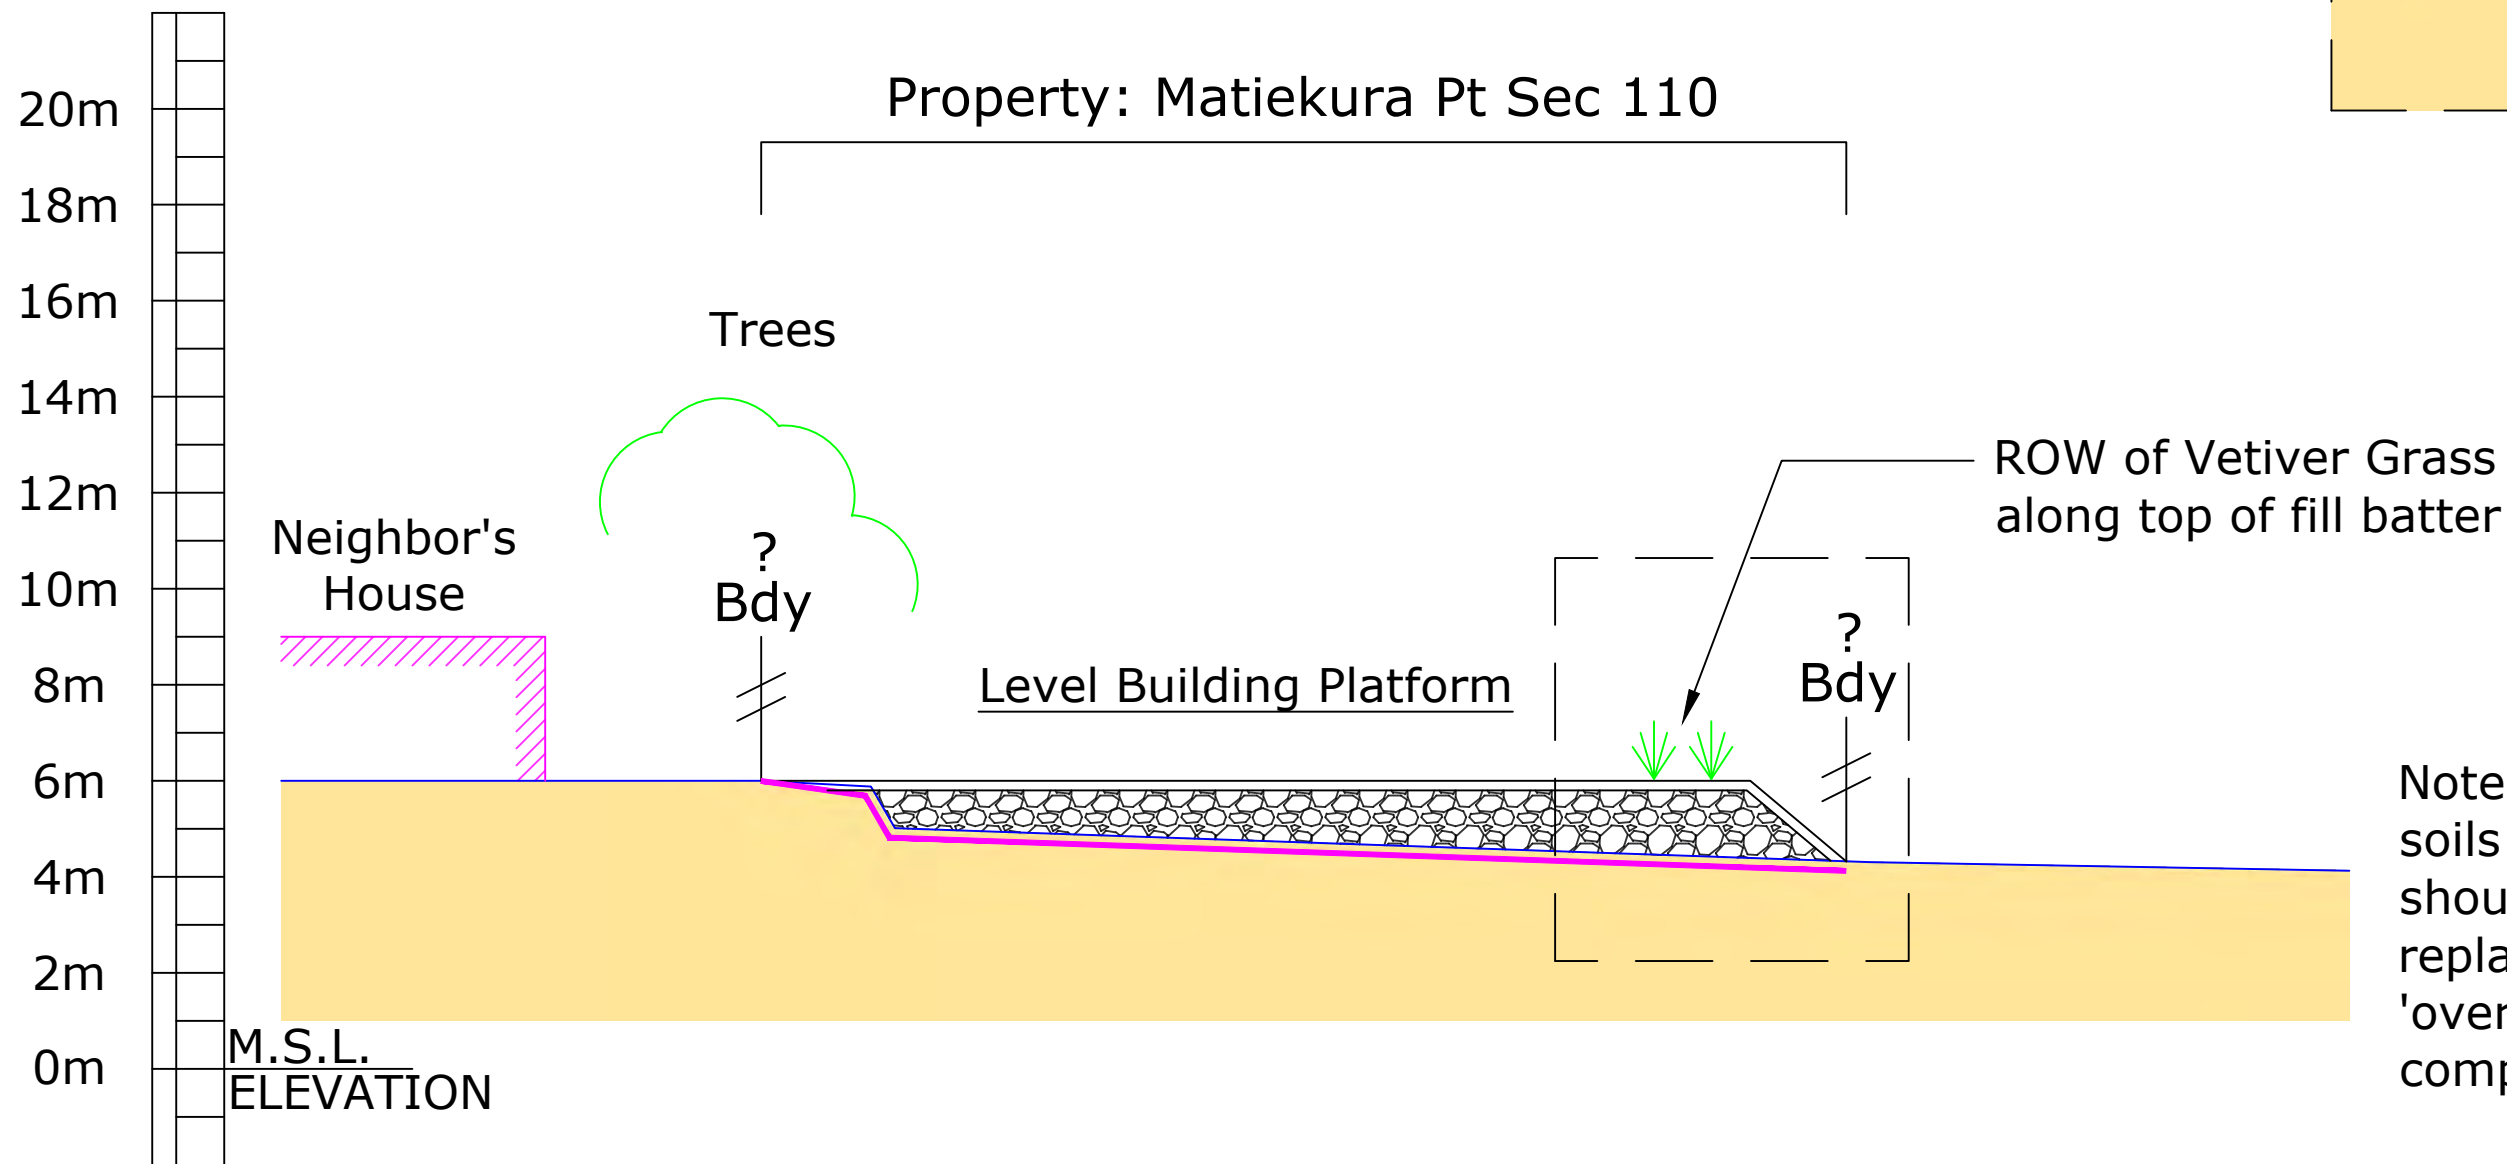 Property: Matiekura Pt Sec 110
20m
18m
16m
14m
12m
10m
8m
6m
4m
2m
0m
Trees
Neighbor's
House
?
Bdy
Level Building Platform
ROW of Vetiver Grass
along top of fill batter
?
Bdy
Note
soils
M.S.L.
ELEVATION